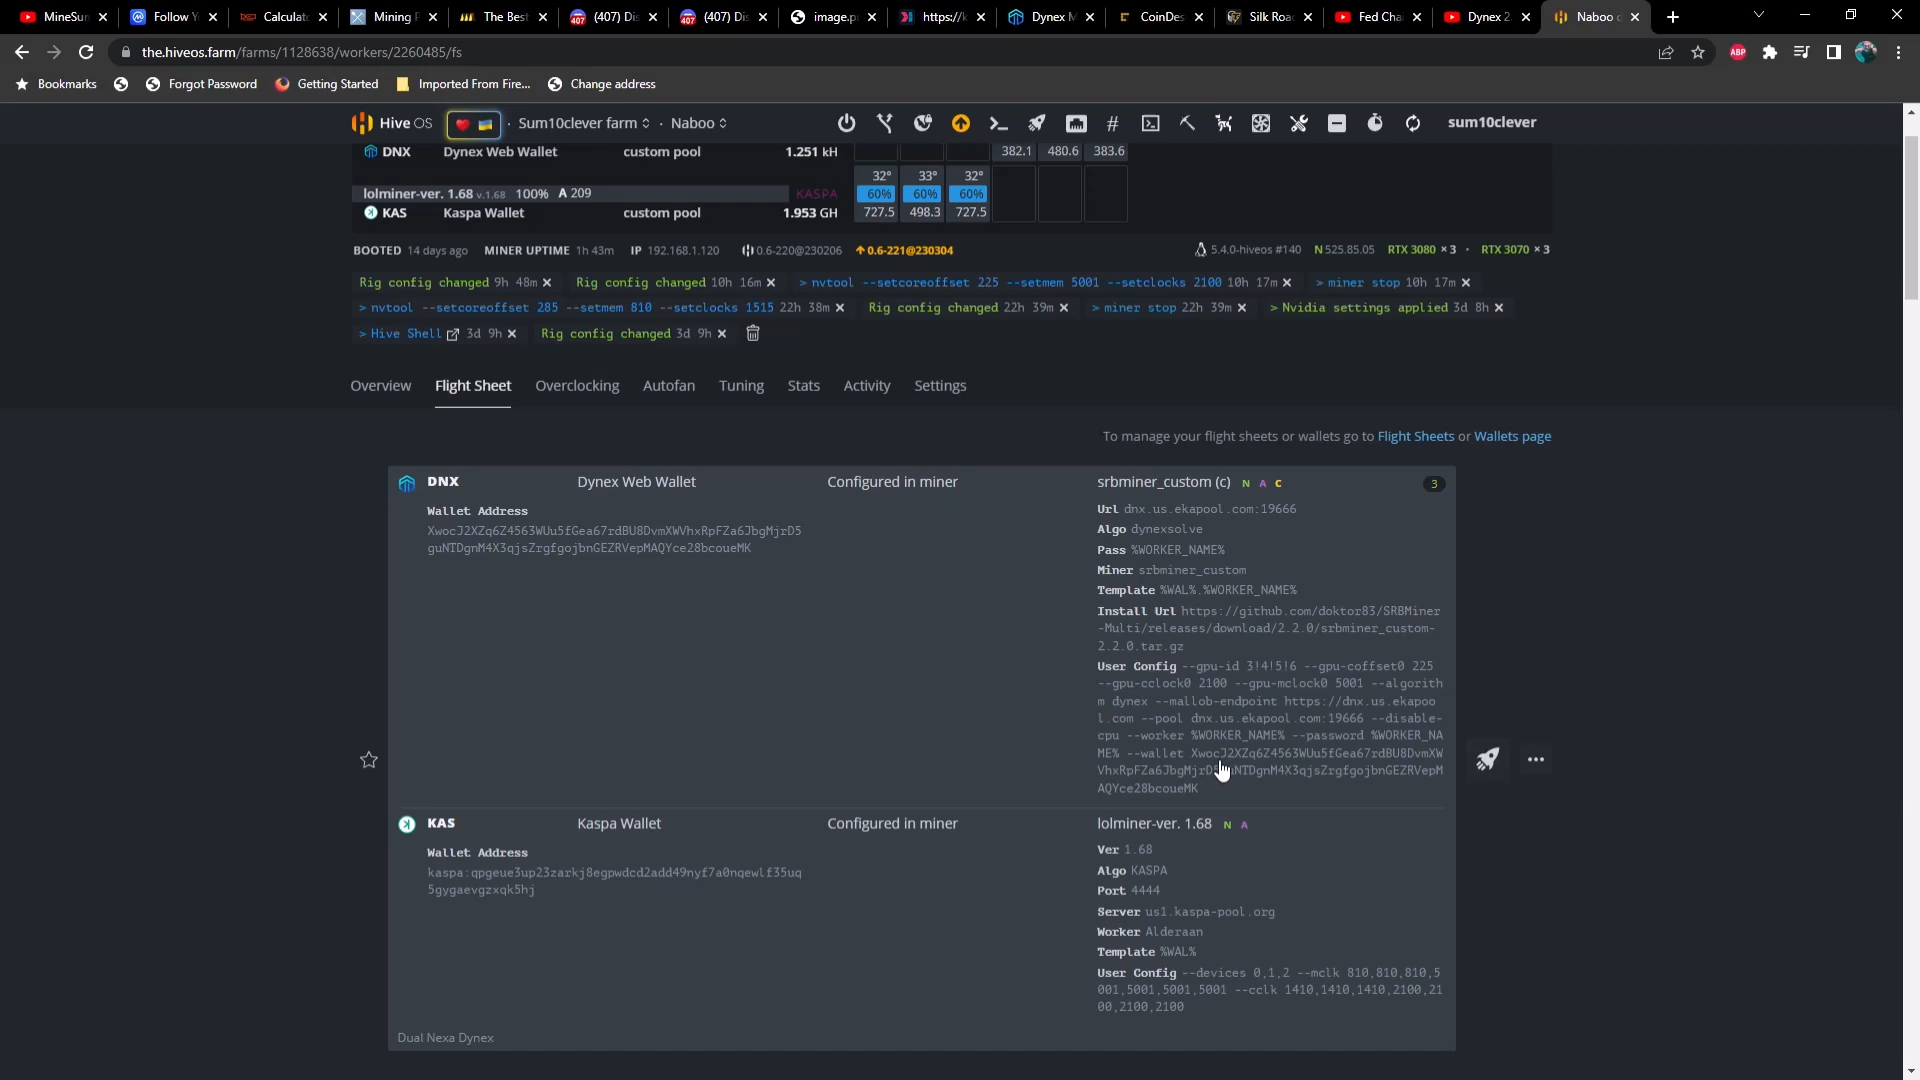 MineSun
Follow Y
Calculat
Mining P
The Best
(407) Di
(407) Di
image.p
https://k
Dynex M
CoinDes
Silk Roa
Fed Cha
Dynex 2
Naboo
the.hiveos.farm/farms/1128638/workers/2260485/fs
ABP
Bookmarks
Forgot Password
Getting Started
Imported From Fire...
Change address
Hive OS
· Sum10clever farm · Naboo
sum10clever
DNX Dynex Web Wallet custom pool 1.251 kH 382.1 480.6 383.6
32° 33° 32°
lolminer-ver. 1.68 v.1.68 100% A 209 KASPA 60% 60% 60%
KAS Kaspa Wallet custom pool 1.953 GH 727.5 498.3 727.5
BOOTED 14 days ago MINER UPTIME 1h 43m IP 192.168.1.120 0.6-220@230206 0.6-221@230304 5.4.0-hiveos #140 N 525.85.05 RTX 3080 ×3 · RTX 3070 ×3
Rig config changed 9h 48m × Rig config changed 10h 16m × > nvtool --setcoreoffset 225 --setmem 5001 --setclocks 2100 10h 17m × > miner stop 10h 17m ×
> nvtool --setcoreoffset 285 --setmem 810 --setclocks 1515 22h 38m × Rig config changed 22h 39m × > miner stop 22h 39m × > Nvidia settings applied 3d 8h ×
> Hive Shell 3d 9h × Rig config changed 3d 9h ×
Overview Flight Sheet Overclocking Autofan Tuning Stats Activity Settings
To manage your flight sheets or wallets go to Flight Sheets or Wallets page
DNX Dynex Web Wallet Configured in miner srbminer_custom (c) N A C 3
Wallet Address
XwocJ2XZq6Z4563WUu5fGea67rdBU8DvmXWVhxRpFZa6JbgMjrD5
guNTDgnM4X3qjsZrgfgojbnGEZRVepMAQYce28bcoueMK
Url dnx.us.ekapool.com:19666
Algo dynexsolve
Pass %WORKER_NAME%
Miner srbminer_custom
Template %WAL%.%WORKER_NAME%
Install Url https://github.com/doktor83/SRBMiner
-Multi/releases/download/2.2.0/srbminer_custom-
2.2.0.tar.gz
User Config --gpu-id 3!4!5!6 --gpu-coffset0 225
--gpu-cclock0 2100 --gpu-mclock0 5001 --algorith
m dynex --mallob-endpoint https://dnx.us.ekapoo
l.com --pool dnx.us.ekapool.com:19666 --disable-
cpu --worker %WORKER_NAME% --password %WORKER_NA
ME% --wallet XwocJ2XZq6Z4563WUu5fGea67rdBU8DvmXW
VhxRpFZa6JbgMjrD5guNTDgnM4X3qjsZrgfgojbnGEZRVepM
AQYce28bcoueMK
KAS Kaspa Wallet Configured in miner lolminer-ver. 1.68 N A
Wallet Address
kaspa:qpgeue3up23zarkj8egpwdcd2add49nyf7a0nqewlf35uq
5gygaevgzxqk5hj
Ver 1.68
Algo KASPA
Port 4444
Server us1.kaspa-pool.org
Worker Alderaan
Template %WAL%
User Config --devices 0,1,2 --mclk 810,810,810,5
001,5001,5001,5001 --cclk 1410,1410,1410,2100,21
00,2100,2100
Dual Nexa Dynex